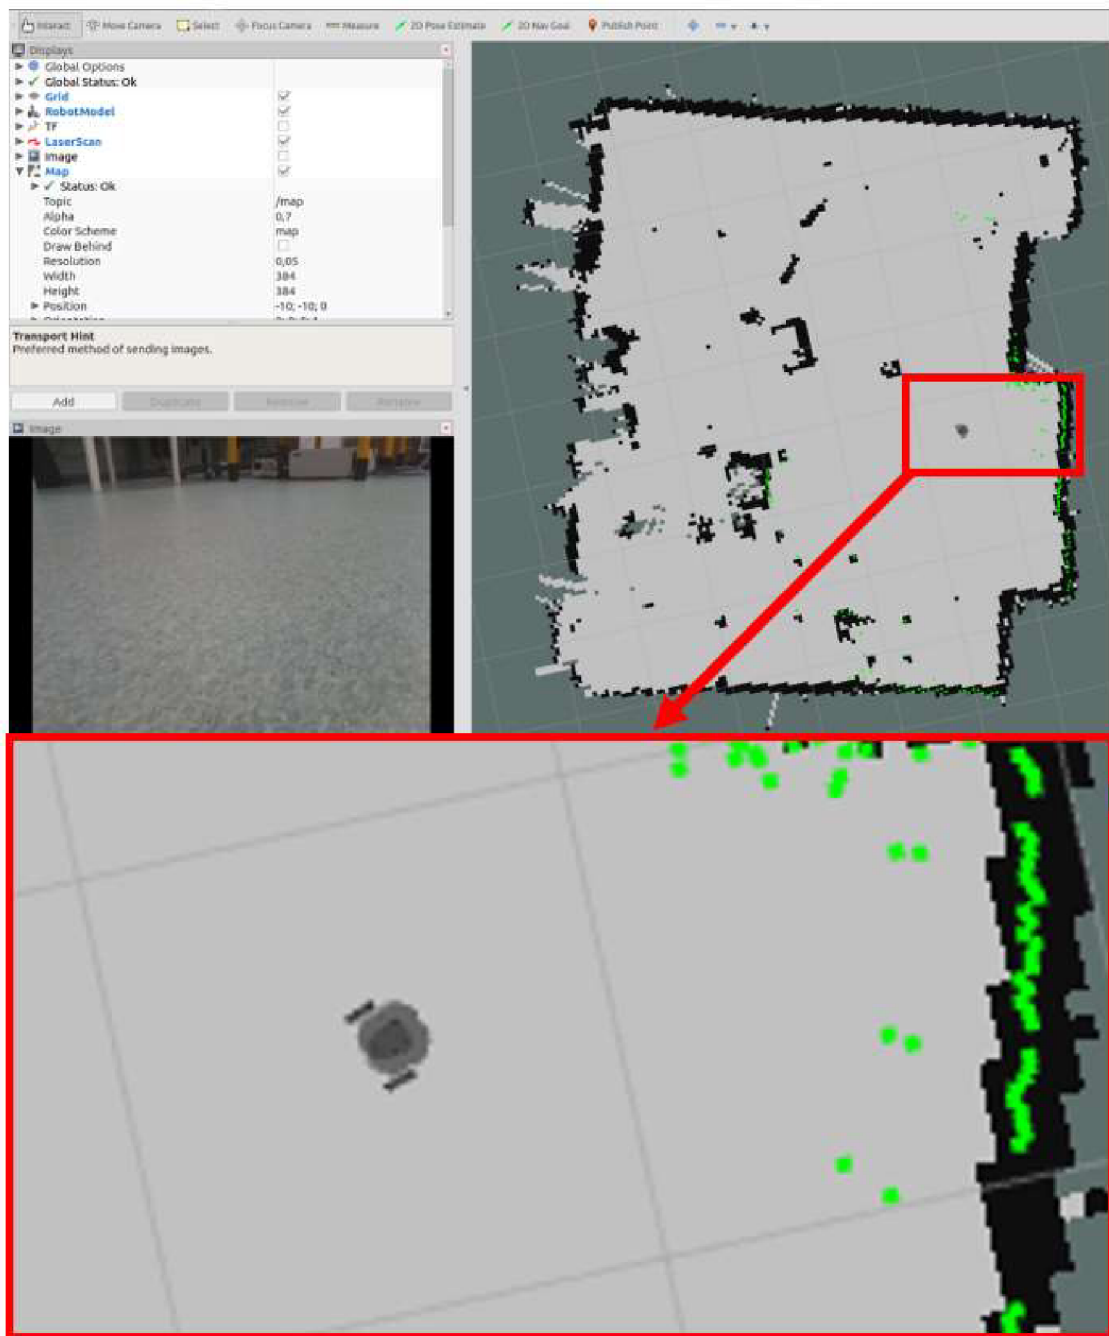 Interact Move Camera Select Focus Camera Measure 2D Pose Estimate 2D Nav Goal Publish Point
Displays
Global Options
Global Status: Ok
Grid
RobotModel
TF
LaserScan
Image
Map
Status: Ok
Topic /map
Alpha 0,7
Color Scheme map
Draw Behind
Resolution 0,05
Width 384
Height 384
Position -10; -10; 0
Transport Hint
Preferred method of sending images.
Add Duplicate Remove Rename
Image